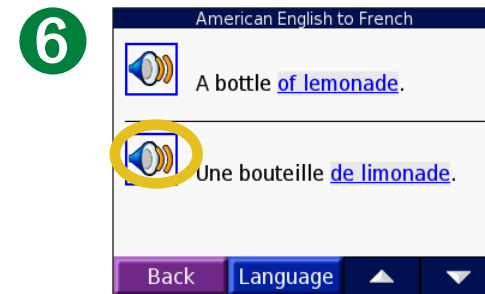 6
American English to French
A bottle of lemonade.
Une bouteille de limonade.
Back Language